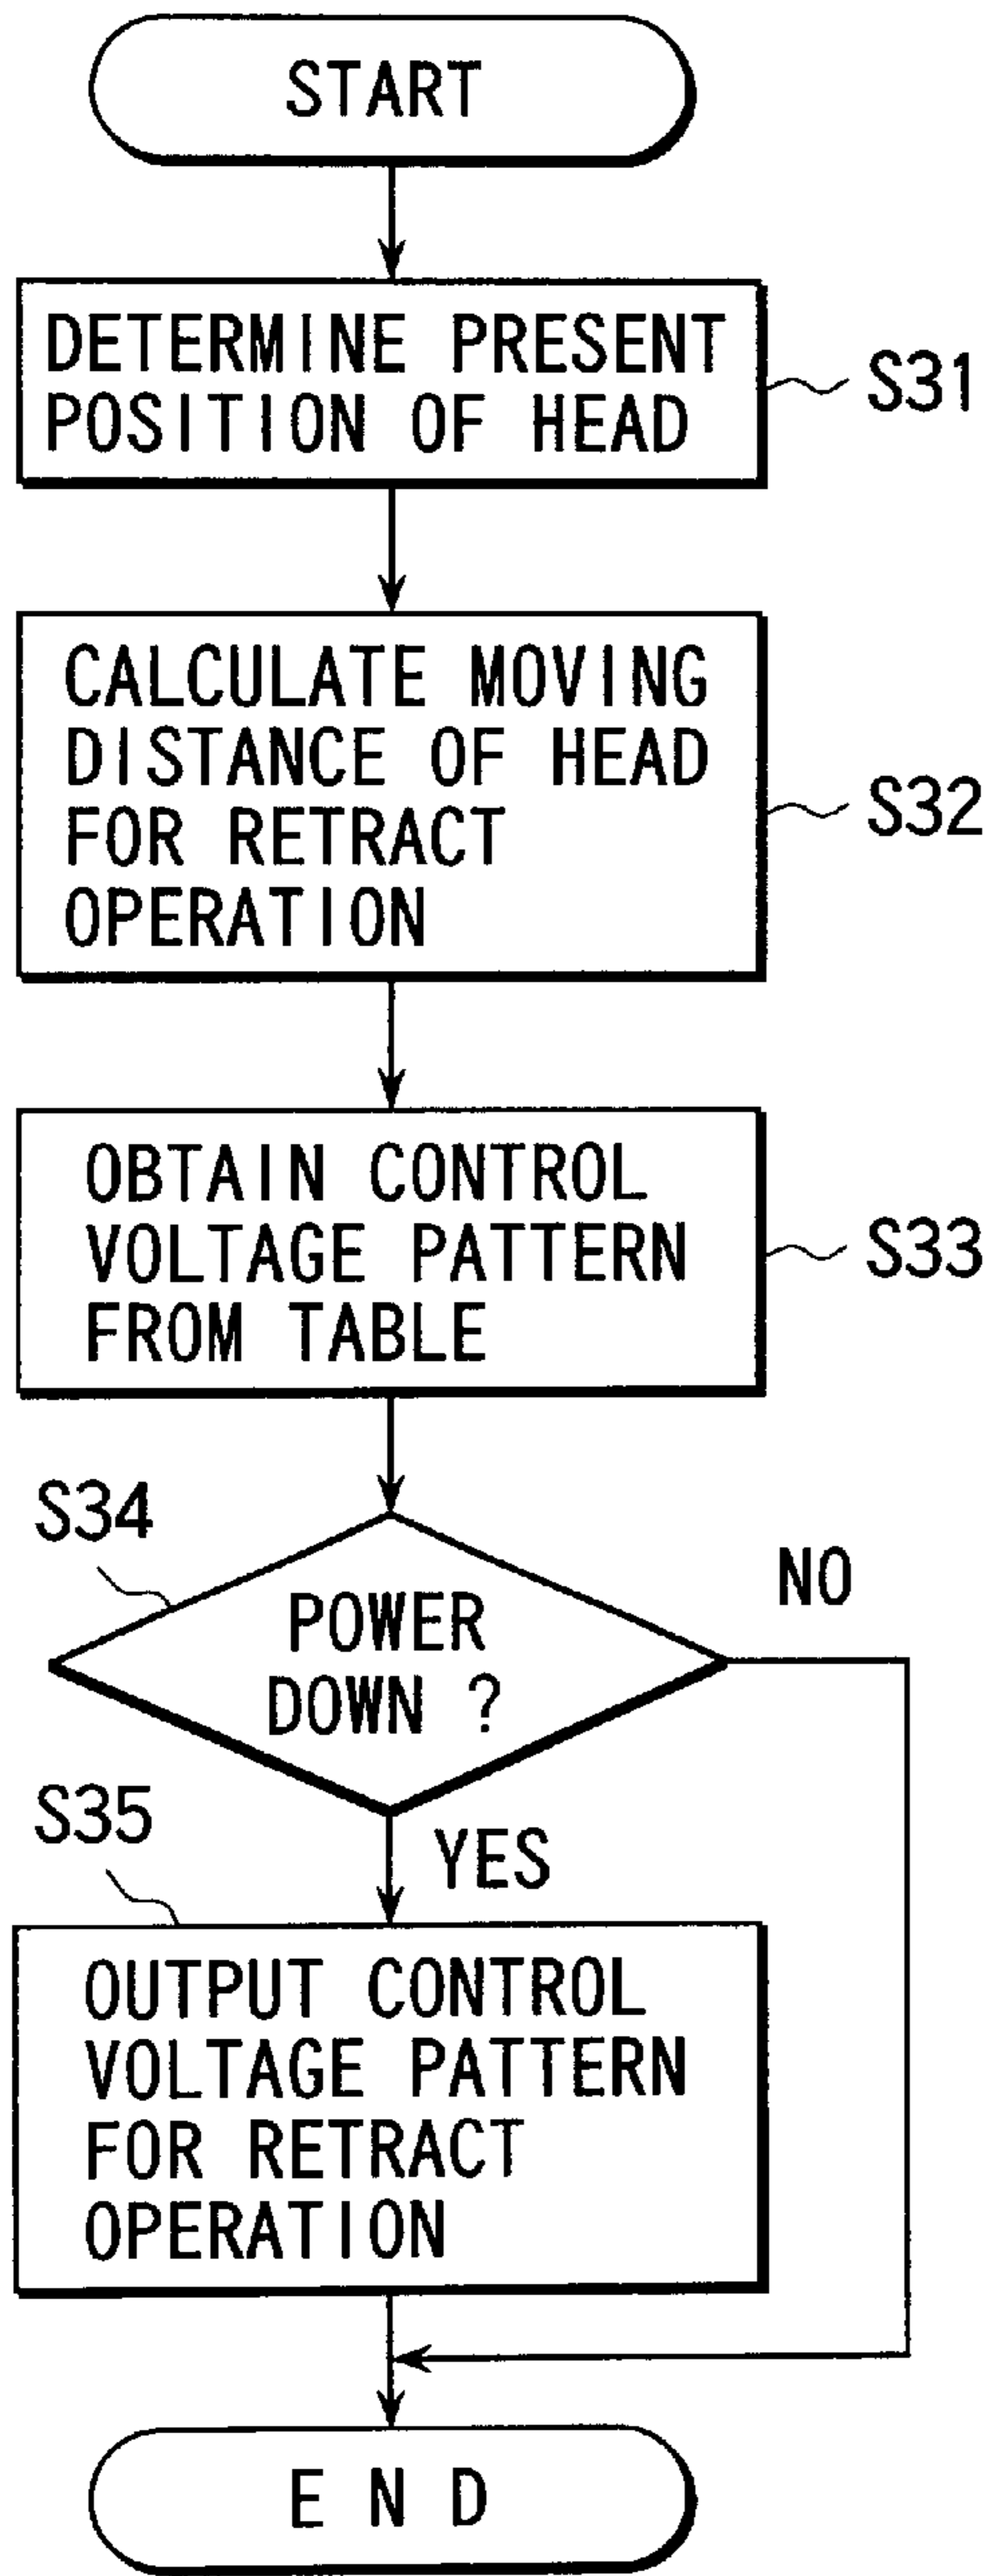 START
DETERMINE PRESENT
POSITION OF HEAD
S31
CALCULATE MOVING
DISTANCE OF HEAD
FOR RETRACT
OPERATION
S32
OBTAIN CONTROL
VOLTAGE PATTERN
FROM TABLE
S33
S34
POWER
DOWN ?
NO
YES
S35
OUTPUT CONTROL
VOLTAGE PATTERN
FOR RETRACT
OPERATION
END